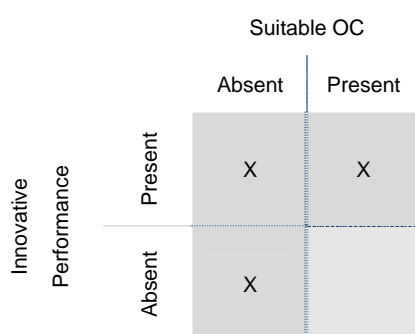 Suitable OC
Absent Present
Innovative
Performance
Present
X X
Absent
X